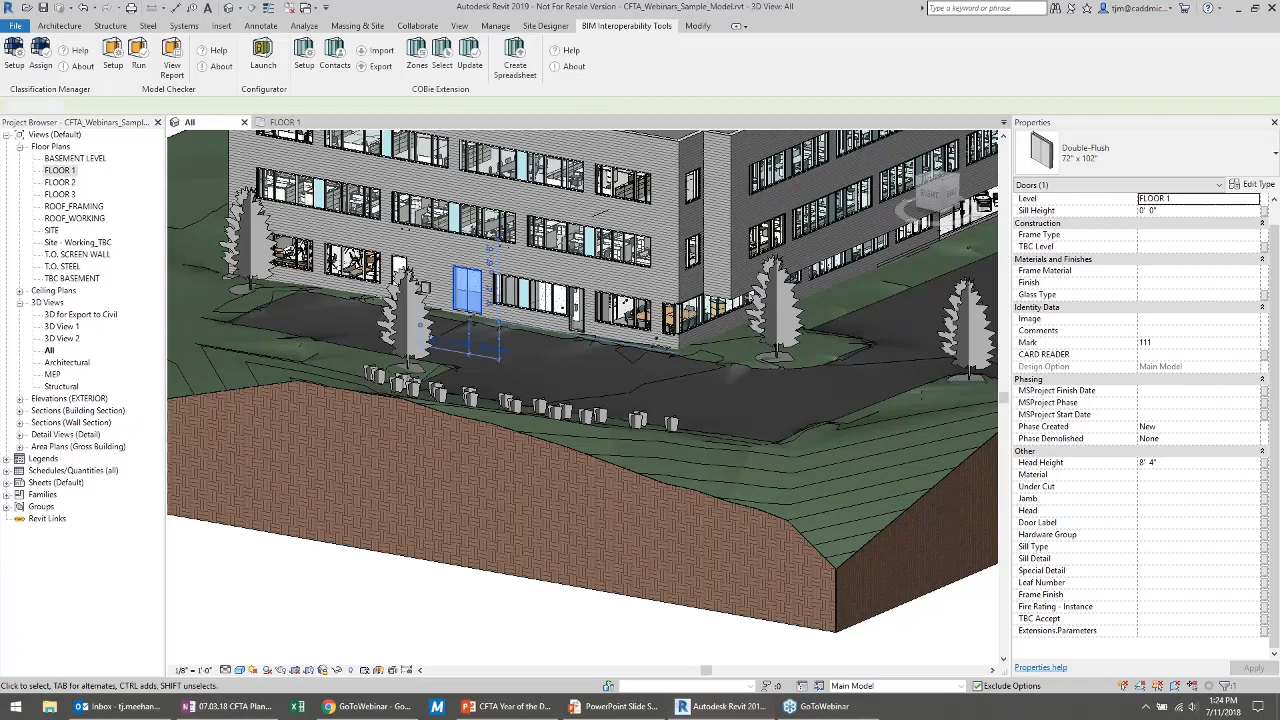 Autodesk Revit 2019 - Not For Resale Version - CFTA_Webinars_Sample_Model.rvt - 3D View: All
Type a keyword or phrase
tjm@caddmic...
File Architecture Structure Steel Systems Insert Annotate Analyze Massing & Site Collaborate View Manage Site Designer BIM Interoperability Tools Modify
Setup Assign Help About
Setup Run View Report Help About
Launch
Setup Contacts Import Export Zones Select Update Create Spreadsheet Help About
Classification Manager Model Checker Configurator COBie Extension
Project Browser - CFTA_Webinars_Sampl...
All
FLOOR 1
Views (Default)
Floor Plans
BASEMENT LEVEL
FLOOR 1
FLOOR 2
FLOOR 3
ROOF_FRAMING
ROOF_WORKING
SITE
Site - Working_TBC
T.O. SCREEN WALL
T.O. STEEL
TBC BASEMENT
Ceiling Plans
3D Views
3D for Export to Civil
3D View 1
3D View 2
All
Architectural
MEP
Structural
Elevations (EXTERIOR)
Sections (Building Section)
Sections (Wall Section)
Detail Views (Detail)
Area Plans (Gross Building)
Legends
Schedules/Quantities (all)
Sheets (Default)
Families
Groups
Revit Links
RIGHT
Properties
Double-Flush
72" x 102"
Doors (1)
Edit Type
Level FLOOR 1
Sill Height 0' 0"
Construction
Frame Type
TBC Level
Materials and Finishes
Frame Material
Finish
Glass Type
Identity Data
Image
Comments
Mark 111
CARD READER
Design Option Main Model
Phasing
MSProject Finish Date
MSProject Phase
MSProject Start Date
Phase Created New
Phase Demolished None
Other
Head Height 8' 4"
Material
Under Cut
Jamb
Head
Door Label
Hardware Group
Sill Type
Sill Detail
Special Detail
Leaf Number
Frame Finish
Fire Rating - Instance
TBC Accept
Extensions.Parameters
Properties help
Apply
1/8" = 1'-0"
Click to select, TAB for alternates, CTRL adds, SHIFT unselects.
:0
Main Model
Exclude Options
:1
Inbox - tj.meehan...
07.03.18 CFTA Plan...
GoToWebinar - Go...
CFTA Year of the D...
PowerPoint Slide S...
Autodesk Revit 201...
GoToWebinar
1:24 PM
7/11/2018